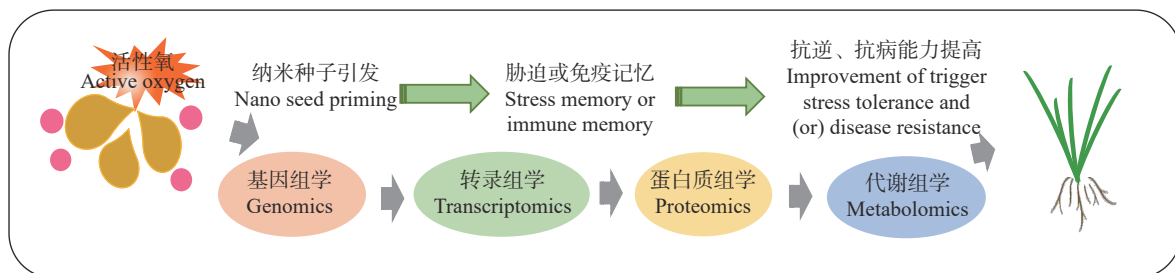 活性氧
Active oxygen
纳米种子引发
Nano seed priming
胁迫或免疫记忆
Stress memory or
immune memory
抗逆、抗病能力提高
Improvement of trigger
stress tolerance and
(or) disease resistance
基因组学
Genomics
转录组学
Transcriptomics
蛋白质组学
Proteomics
代谢组学
Metabolomics